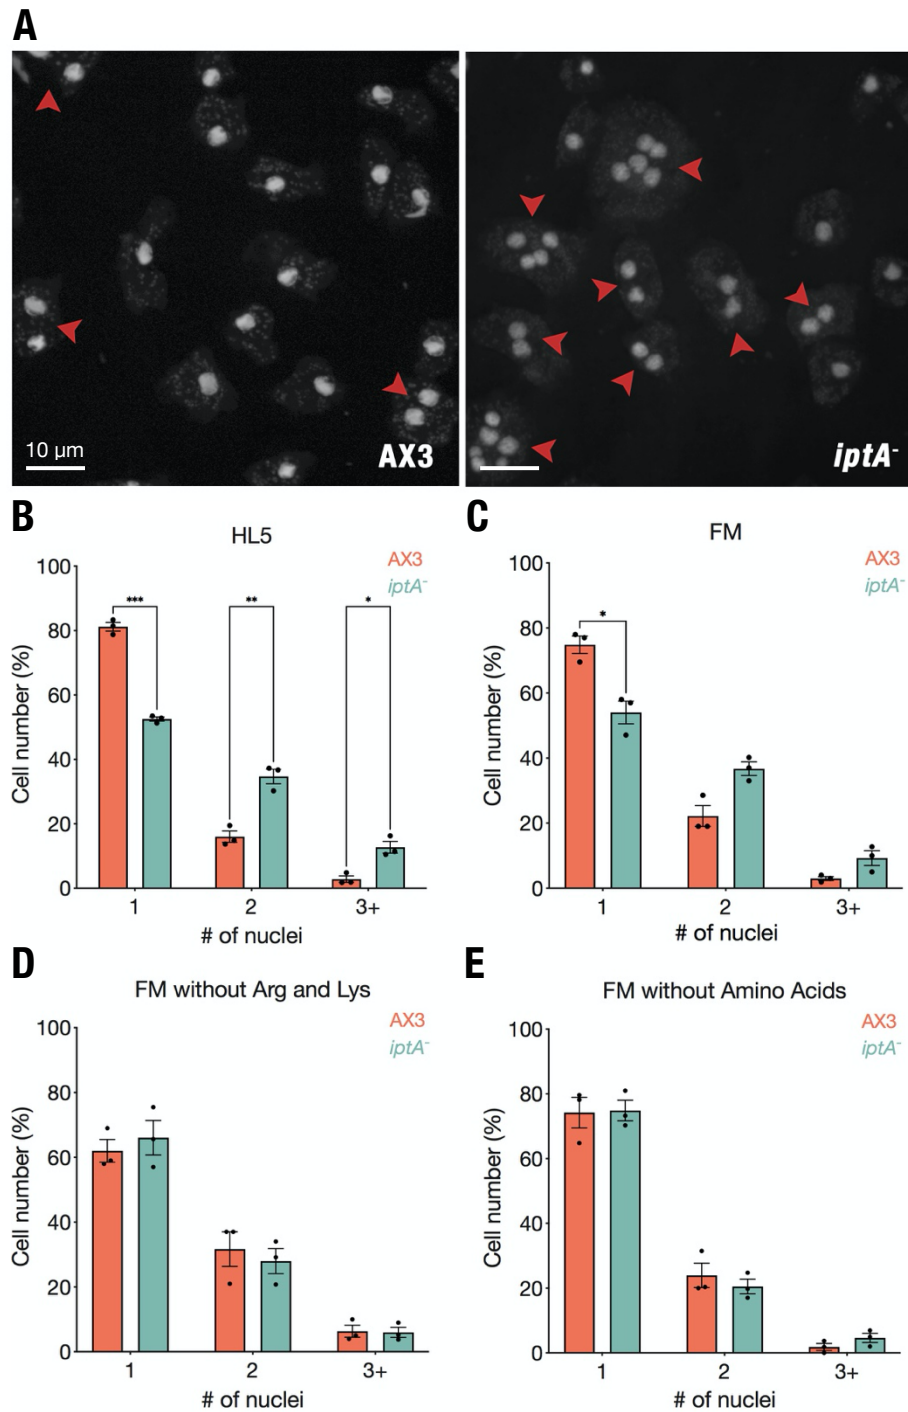 A
10 μm
AX3
iptA-
B
HL5
AX3
iptA-
***
**
*
Cell number (%)
100
80
60
40
20
0
1
2
3+
# of nuclei
C
FM
AX3
iptA-
*
Cell number (%)
100
80
60
40
20
0
1
2
3+
# of nuclei
D
FM without Arg and Lys
AX3
iptA-
Cell number (%)
100
80
60
40
20
0
1
2
3+
# of nuclei
E
FM without Amino Acids
AX3
iptA-
Cell number (%)
100
80
60
40
20
0
1
2
3+
# of nuclei